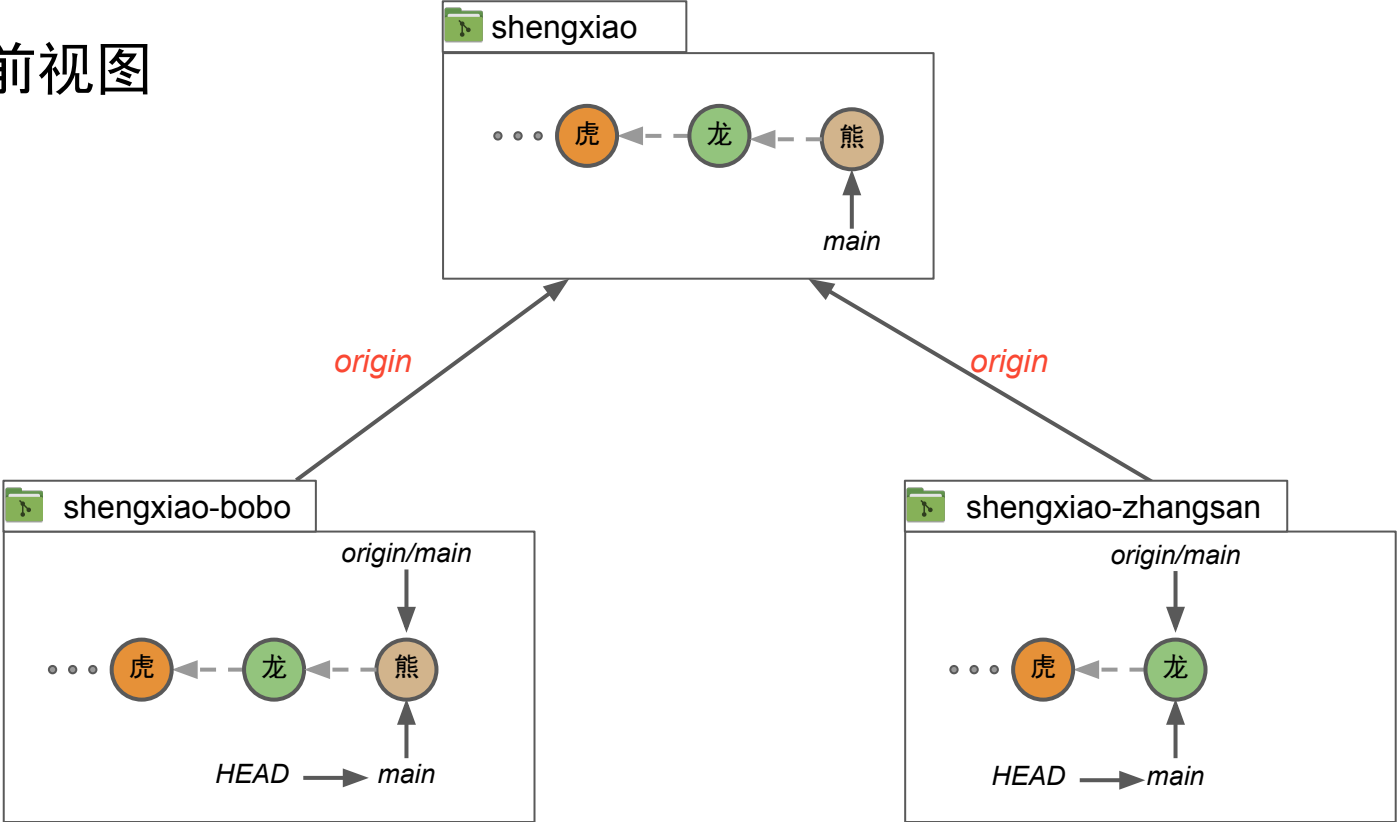 shengxiao
前视图
虎
龙
熊
main
origin
origin
shengxiao-bobo
origin/main
虎
龙
熊
HEAD
main
shengxiao-zhangsan
origin/main
虎
龙
HEAD
main